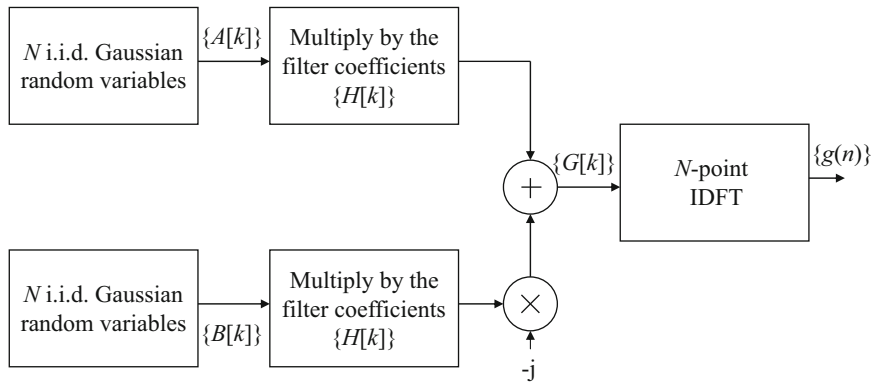 N i.i.d. Gaussian
random variables
{A[k]}
Multiply by the
filter coefficients
{H[k]}
+
{G[k]}
N-point
IDFT
{g(n)}
N i.i.d. Gaussian
random variables
{B[k]}
Multiply by the
filter coefficients
{H[k]}
×
-j